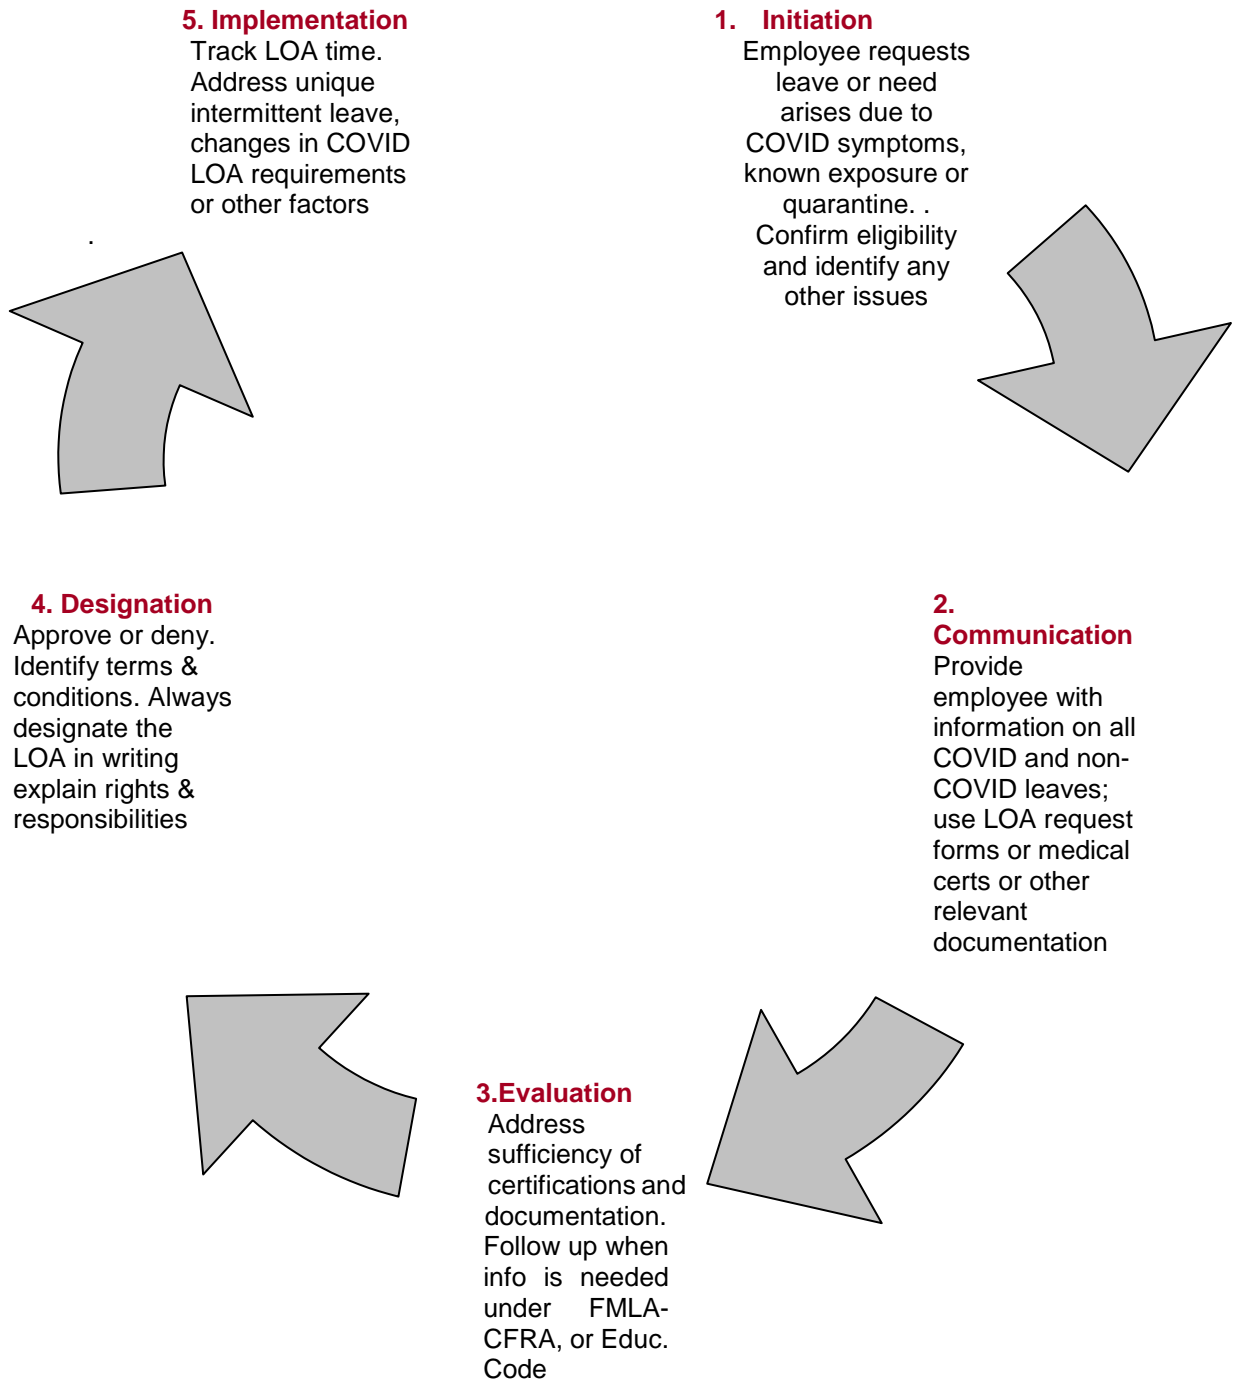 1. Initiation
Employee requests
leave or need
arises due to
COVID symptoms,
known exposure or
quarantine. .
Confirm eligibility
and identify any
other issues
2.
Communication
Provide
employee with
information on all
COVID and non-
COVID leaves;
use LOA request
forms or medical
certs or other
relevant
documentation
3.Evaluation
Address
sufficiency of
certifications and
documentation.
Follow up when
info is needed
under FMLA-
CFRA, or Educ.
Code
4. Designation
Approve or deny.
Identify terms &
conditions. Always
designate the
LOA in writing
explain rights &
responsibilities
5. Implementation
Track LOA time.
Address unique
intermittent leave,
changes in COVID
LOA requirements
or other factors
.